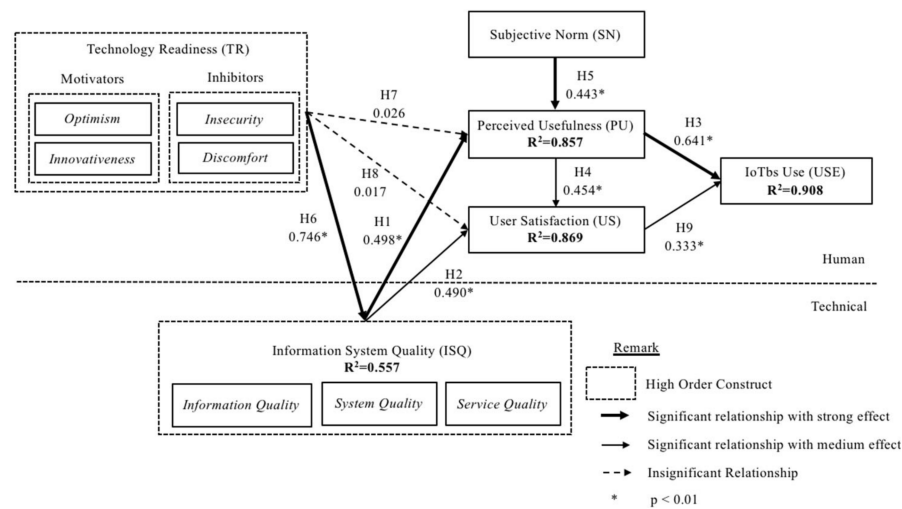 Technology Readiness (TR)
Motivators
Inhibitors
Optimism
Insecurity
Innovativeness
Discomfort
Subjective Norm (SN)
H5
0.443*
H7
0.026
Perceived Usefulness (PU)
R²=0.857
H3
0.641*
IoTbs Use (USE)
R²=0.908
H8
0.017
H4
0.454*
H6
0.746*
H1
0.498*
User Satisfaction (US)
R²=0.869
H9
0.333*
H2
0.490*
Human
Technical
Information System Quality (ISQ)
R²=0.557
Information Quality
System Quality
Service Quality
Remark
High Order Construct
Significant relationship with strong effect
Significant relationship with medium effect
Insignificant Relationship
* p < 0.01